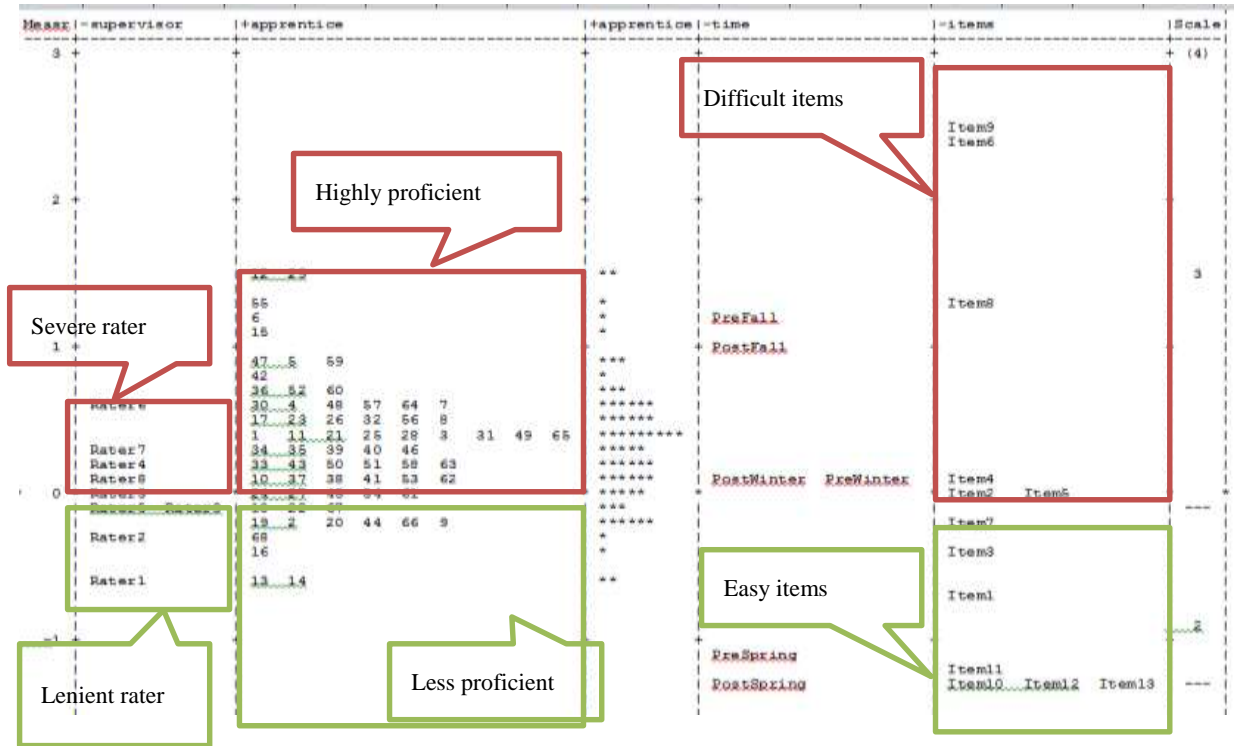 Measr|-supervisor |+apprentice |+apprentice|-time |-items |Scale|
3 + + + + + + (4)
Difficult items
Item9
Item6
Highly proficient
2 + + + + +
** 3
55 * Item8
Severe rater
6 * PreFall
15 *
1 + + PostFall
47 5 59 ***
42 *
36 52 60 ***
30 4 48 57 64 7 ******
17 23 26 32 56 8 ******
1 11 21 25 28 3 31 49 65 *********
Rater7 34 35 39 40 46 *****
Rater4 33 43 50 51 58 63 ******
Rater8 10 37 38 41 53 62 ****** PostWinter PreWinter Item4
0 ***** Item2 Item5
*** ---
19 2 20 44 66 9 ****** Item7
Rater2 68 *
16 * Item3
Rater1 13 14 **
Easy items
Item1
-1 + + + + 2
Lenient rater
Less proficient
PreSpring
Item11
PostSpring Item10 Item12 Item13 ---